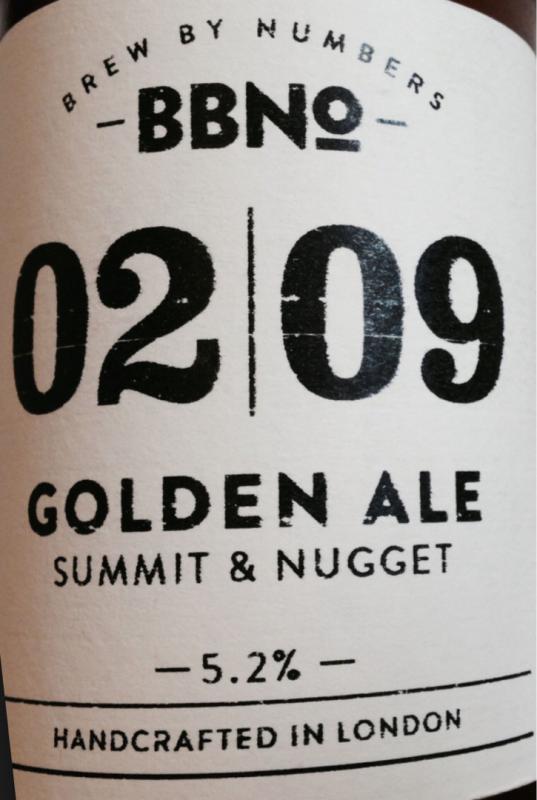 BREW BY NUMBERS
-BBNo-
02|09
GOLDEN ALE
SUMMIT & NUGGET
—5.2%—
HANDCRAFTED IN LONDON